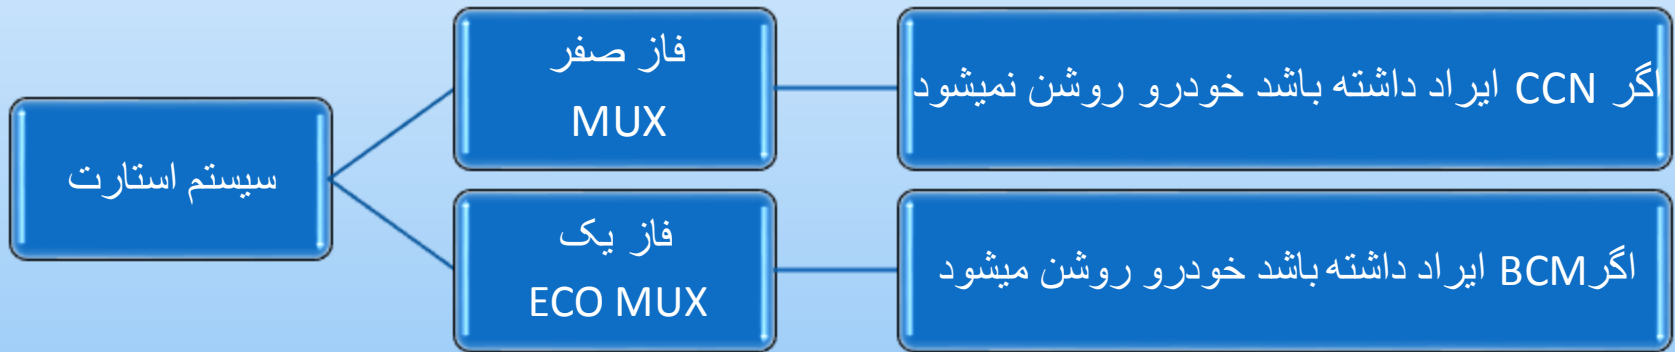 سیستم استارت
فاز صفر
MUX
اگر CCN ایراد داشته باشد خودرو روشن نمیشود
فاز یک
ECO MUX
اگرBCM ایراد داشته باشد خودرو روشن میشود